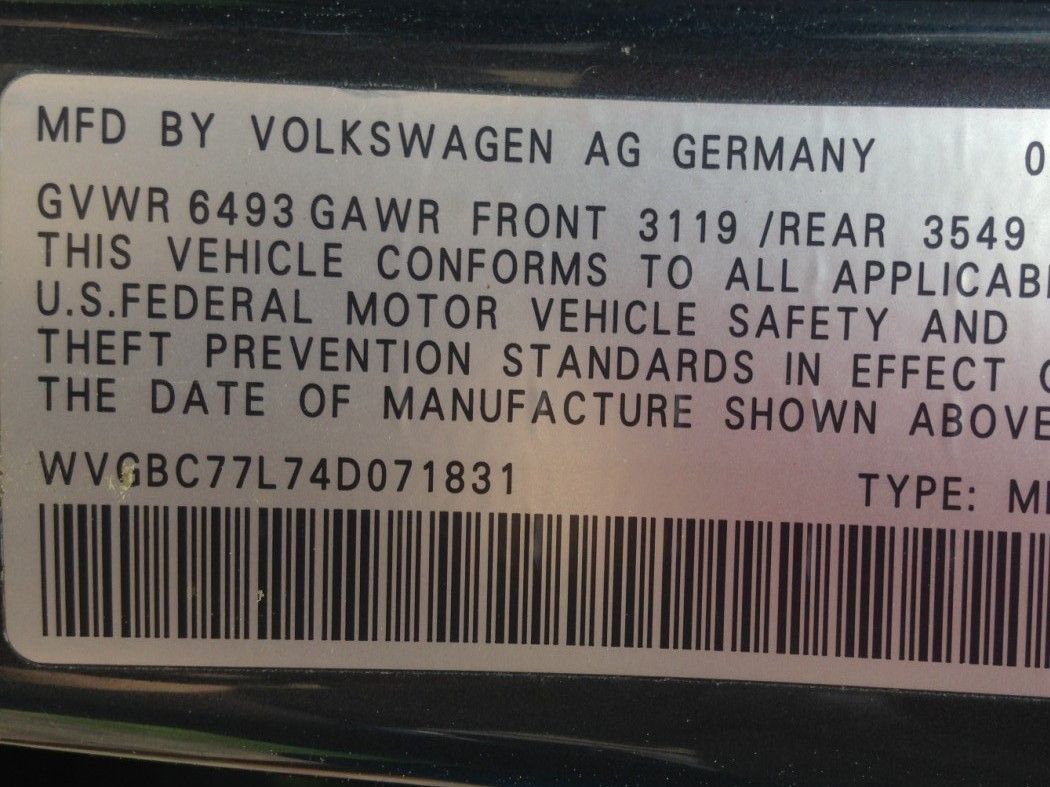 MFD BY VOLKSWAGEN AG GERMANY 0
GVWR 6493 GAWR FRONT 3119 /REAR 3549
THIS VEHICLE CONFORMS TO ALL APPLICAB
U.S.FEDERAL MOTOR VEHICLE SAFETY AND
THEFT PREVENTION STANDARDS IN EFFECT
THE DATE OF MANUFACTURE SHOWN ABOVE
WVGBC77L74D071831 TYPE: M